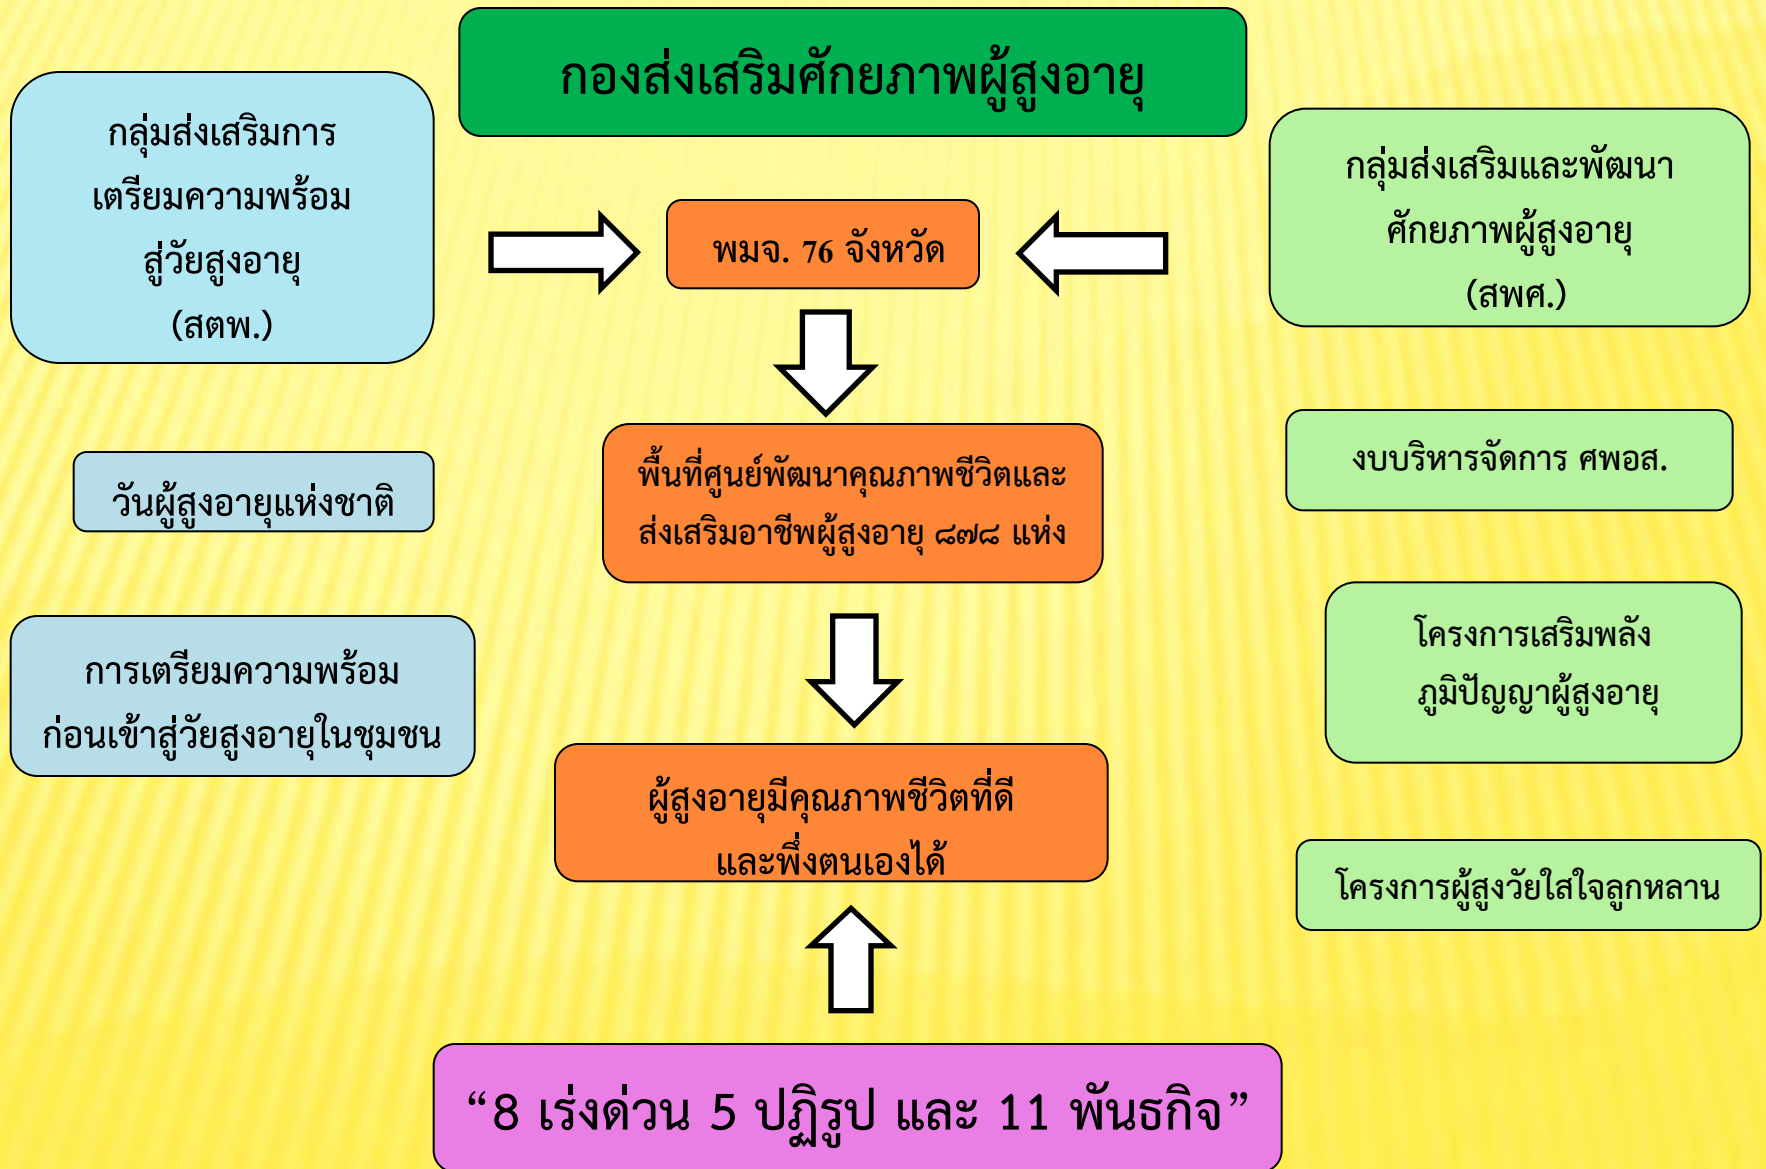 กองส่งเสริมศักยภาพผู้สูงอายุ
กลุ่มส่งเสริมการ
เตรียมความพร้อม
สู่วัยสูงอายุ
(สตพ.)
พมจ. 76 จังหวัด
กลุ่มส่งเสริมและพัฒนา
ศักยภาพผู้สูงอายุ
(สพศ.)
วันผู้สูงอายุแห่งชาติ
พื้นที่ศูนย์พัฒนาคุณภาพชีวิตและ
ส่งเสริมอาชีพผู้สูงอายุ ๘๗๘ แห่ง
งบบริหารจัดการ ศพอส.
การเตรียมความพร้อม
ก่อนเข้าสู่วัยสูงอายุในชุมชน
โครงการเสริมพลัง
ภูมิปัญญาผู้สูงอายุ
ผู้สูงอายุมีคุณภาพชีวิตที่ดี
และพึ่งตนเองได้
โครงการผู้สูงวัยใส่ใจลูกหลาน
“8 เร่งด่วน 5 ปฏิรูป และ 11 พันธกิจ”